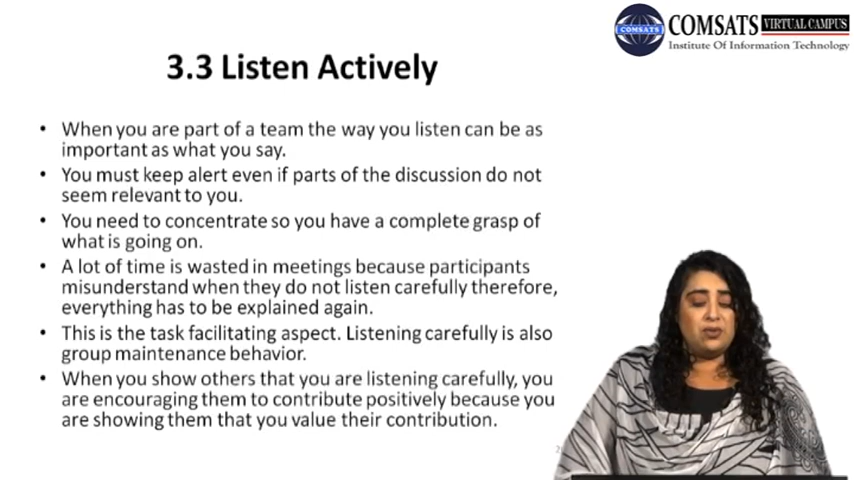 COMSATS
COMSATS VIRTUAL CAMPUS
Institute Of Information Technology
3.3 Listen Actively
• When you are part of a team the way you listen can be as
important as what you say.
• You must keep alert even if parts of the discussion do not
seem relevant to you.
• You need to concentrate so you have a complete grasp of
what is going on.
• A lot of time is wasted in meetings because participants
misunderstand when they do not listen carefully therefore,
everything has to be explained again.
• This is the task facilitating aspect. Listening carefully is also
group maintenance behavior.
• When you show others that you are listening carefully, you
are encouraging them to contribute positively because you
are showing them that you value their contribution.